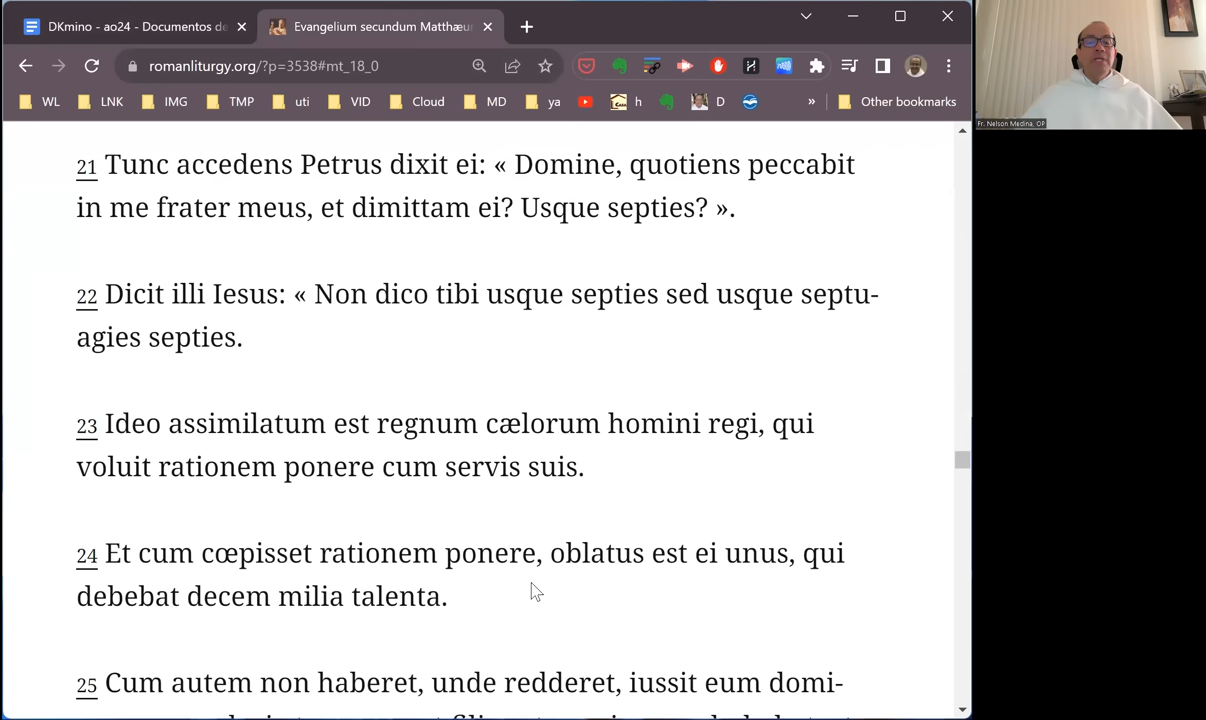 DKmino - ao24 - Documentos de
Evangelium secundum Matthæu
romanliturgy.org/?p=3538#mt_18_0
WL LNK IMG TMP uti VID Cloud MD ya h D » Other bookmarks
Fr. Nelson Medina, OP
21 Tunc accedens Petrus dixit ei: « Domine, quotiens peccabit
in me frater meus, et dimittam ei? Usque septies? ».
22 Dicit illi Iesus: « Non dico tibi usque septies sed usque septu-
agies septies.
23 Ideo assimilatum est regnum cælorum homini regi, qui
voluit rationem ponere cum servis suis.
24 Et cum cœpisset rationem ponere, oblatus est ei unus, qui
debebat decem milia talenta.
25 Cum autem non haberet, unde redderet, iussit eum domi-